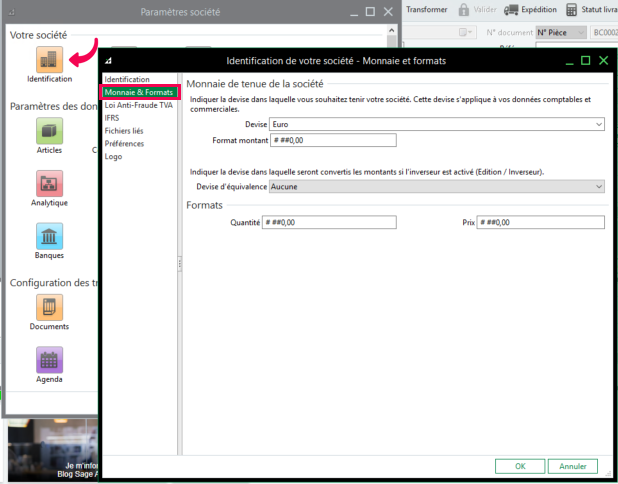 Paramètres société
Transformer
Valider
Expédition
Statut livra
N° document
N° Pièce
BC0002
Votre société
Identification
Paramètres des don
Articles
C
Analytique
Banques
Configuration des t
Documents
Agenda
Identification de votre société - Monnaie et formats
Identification
Monnaie & Formats
Loi Anti-Fraude TVA
IFRS
Fichiers liés
Préférences
Logo
Monnaie de tenue de la société
Indiquer la devise dans laquelle vous souhaitez tenir votre société. Cette devise s'applique à vos données comptables et
commerciales.
Devise Euro
Format montant # ##0,00
Indiquer la devise dans laquelle seront convertis les montants si l'inverseur est activé (Edition / Inverseur).
Devise d'équivalence Aucune
Formats
Quantité # ##0,00
Prix # ##0,00
OK
Annuler
Je m'infor
Blog Sage